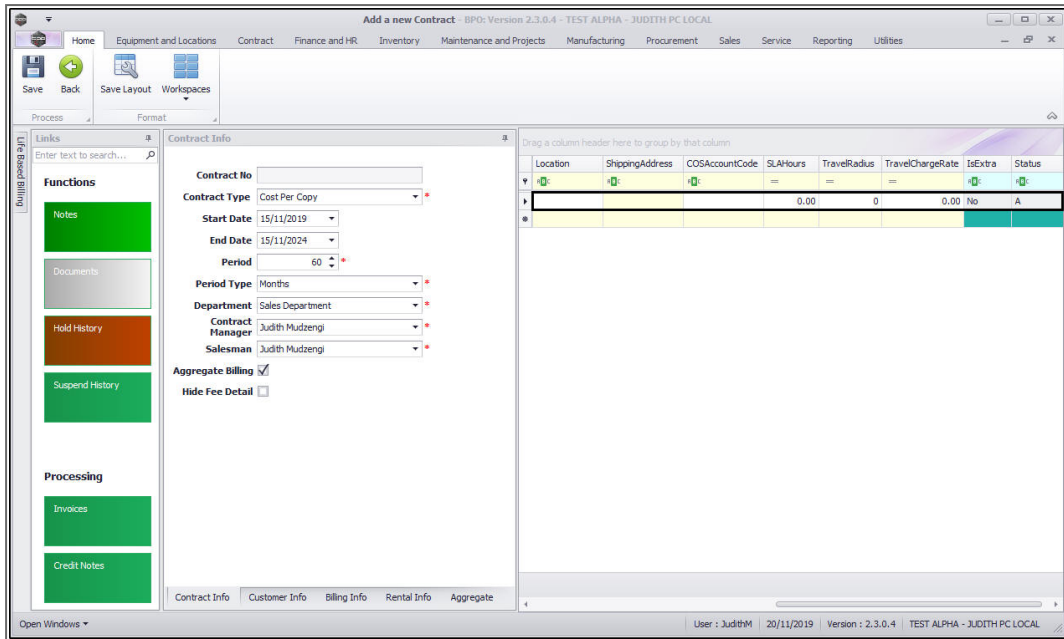 Add a new Contract - BPO: Version 2.3.0.4 - TEST ALPHA - JUDITH PC LOCAL
Home Equipment and Locations Contract Finance and HR Inventory Maintenance and Projects Manufacturing Procurement Sales Service Reporting Utilities
Save Back Save Layout Workspaces
Process Format
Life Based Billing
Links
Enter text to search...
Functions
Notes
Documents
Hold History
Suspend History
Processing
Invoices
Credit Notes
Contract Info
Contract No
Contract Type Cost Per Copy *
Start Date 15/11/2019
End Date 15/11/2024
Period 60 *
Period Type Months *
Department Sales Department *
Contract
Manager Judith Mudzengi *
Salesman Judith Mudzengi *
Aggregate Billing
Hide Fee Detail
Contract Info Customer Info Billing Info Rental Info Aggregate
Drag a column header here to group by that column
Location ShippingAddress COSAccountCode SLAHours TravelRadius TravelChargeRate IsExtra Status
ABC ABC ABC = = = ABC ABC
0.00 0 0.00 No A
Open Windows User : JudithM 20/11/2019 Version : 2.3.0.4 TEST ALPHA - JUDITH PC LOCAL